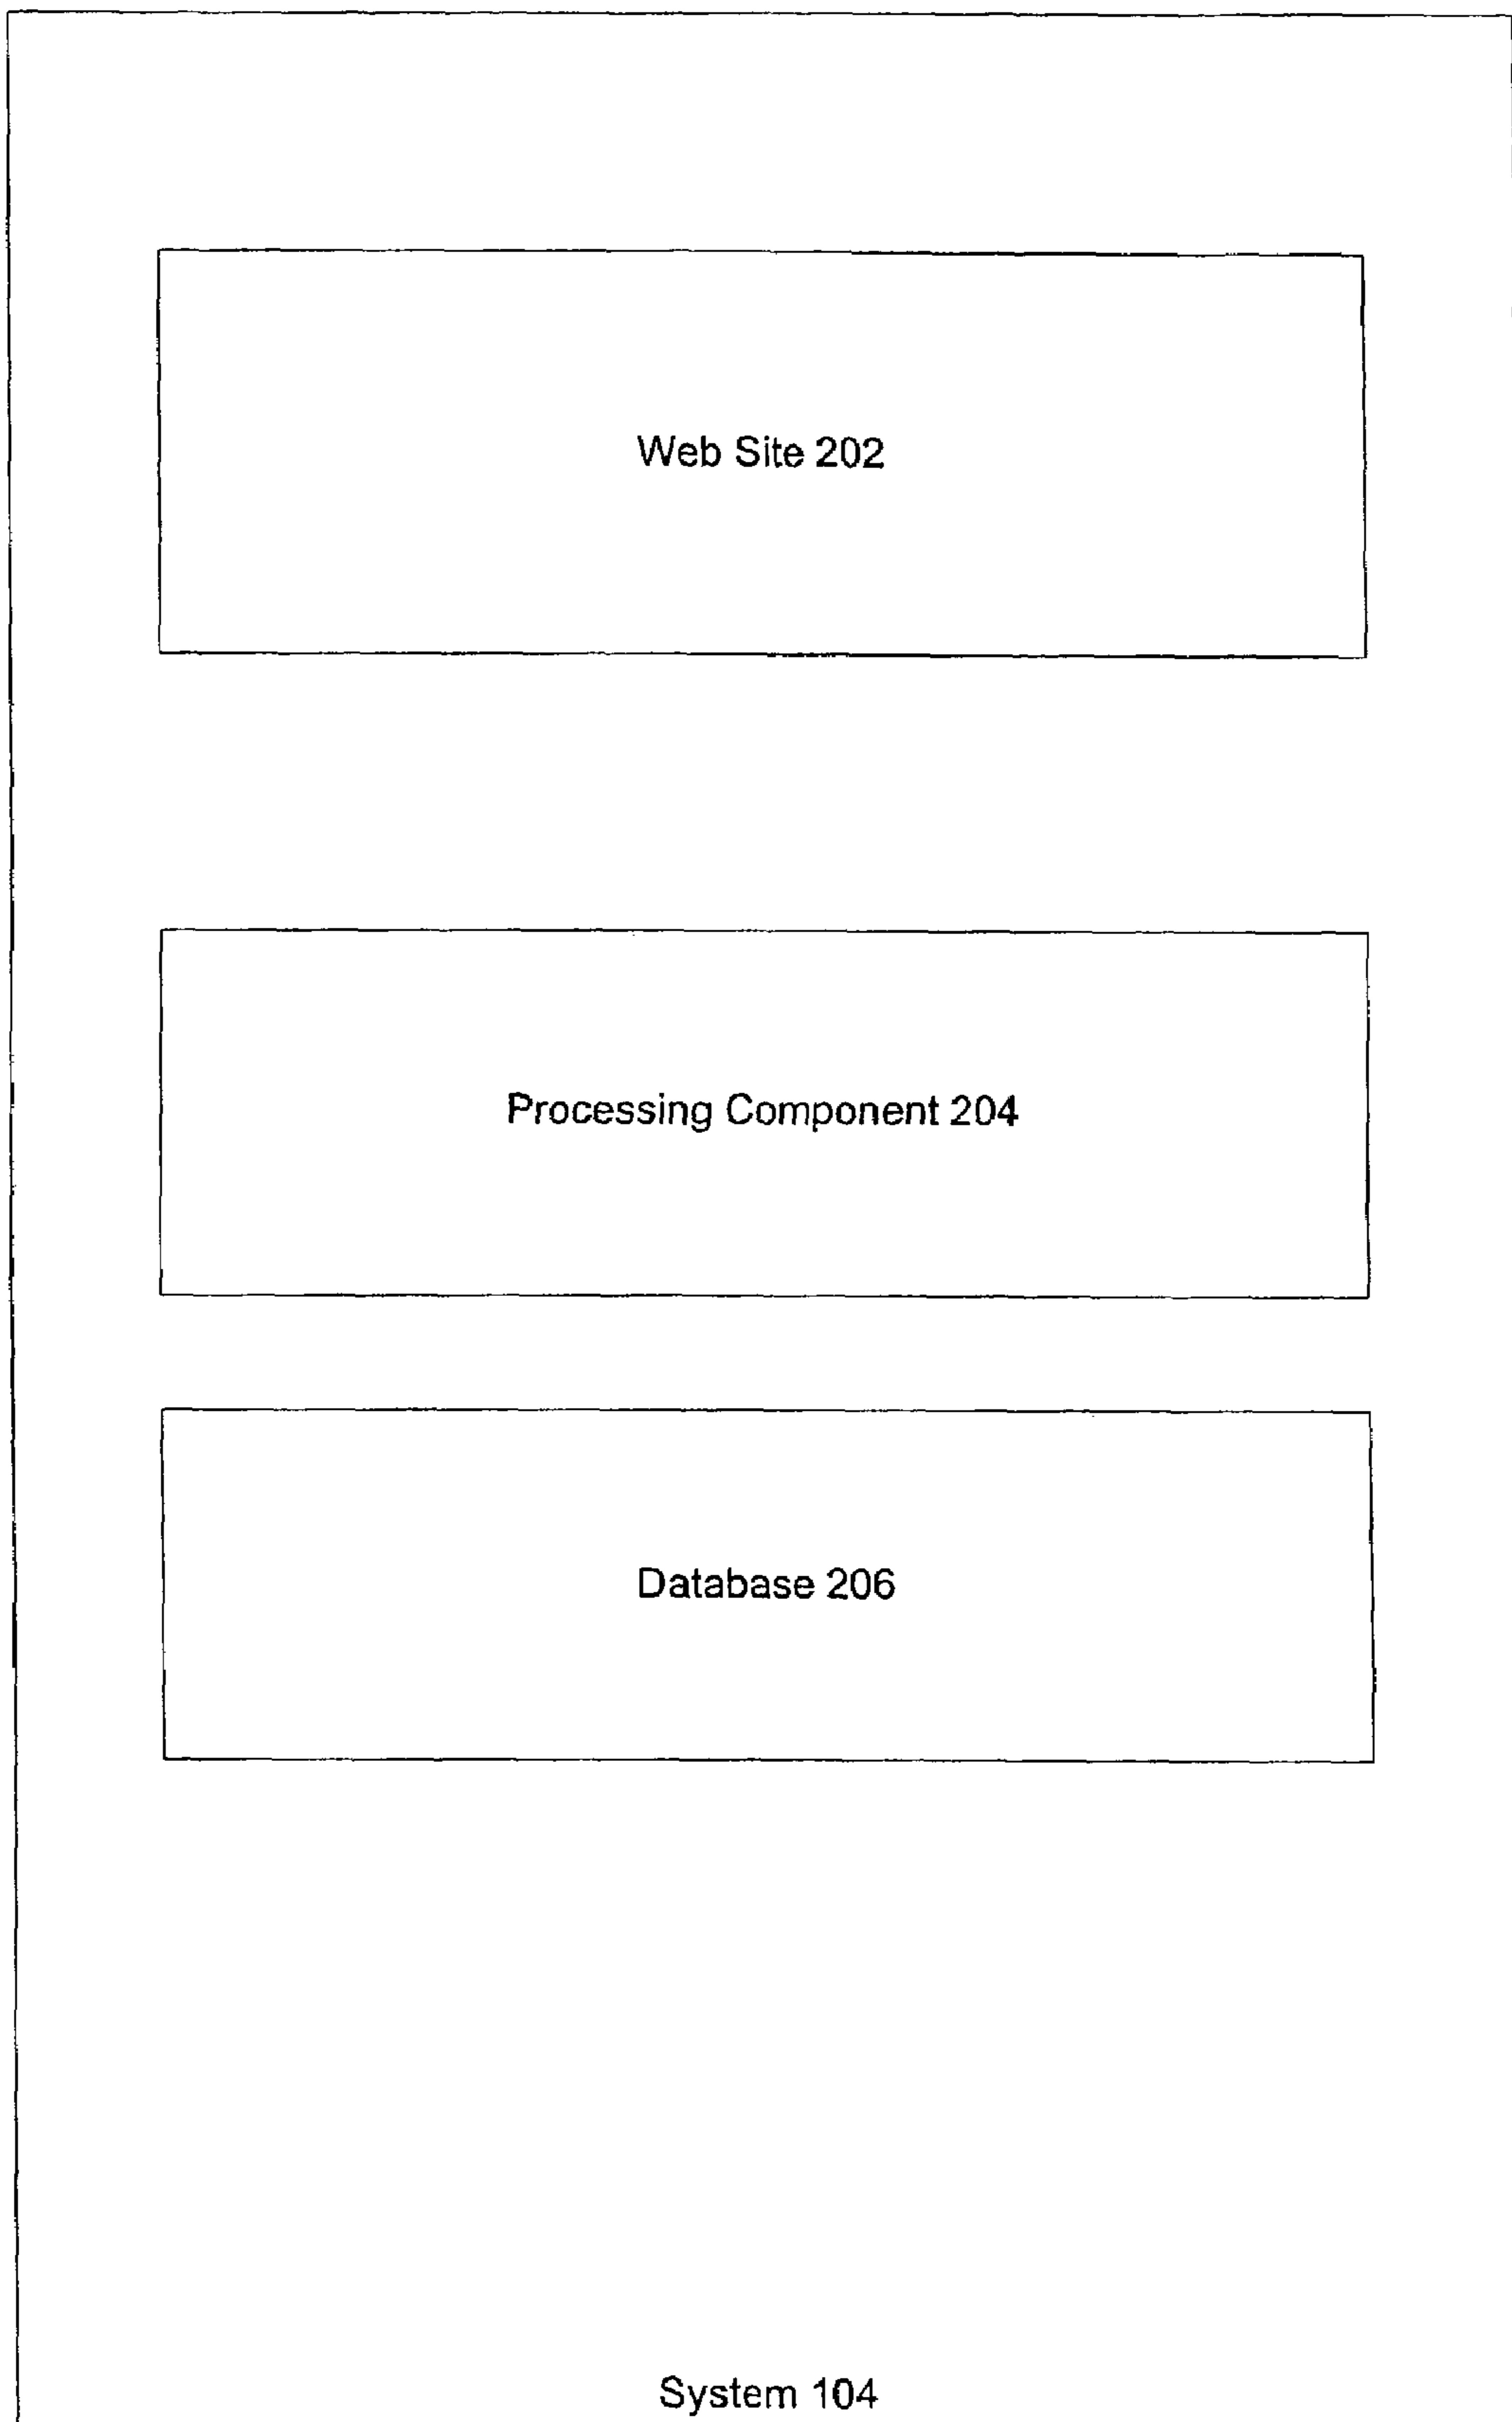 Web Site 202
Processing Component 204
Database 206
System 104